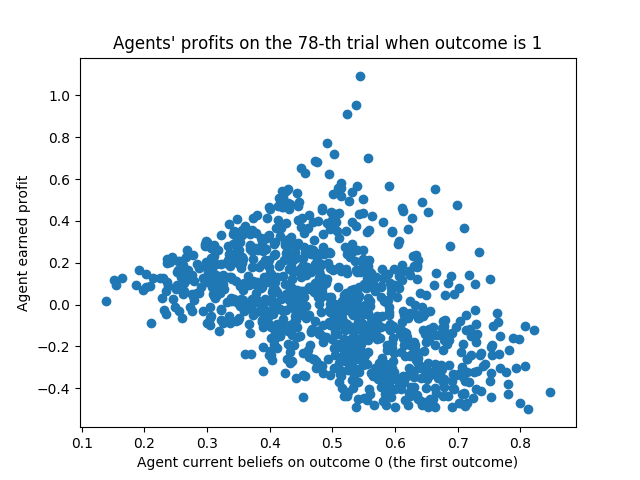 Agents' profits on the 78-th trial when outcome is 1
1.0
0.8
0.6
0.4
0.2
0.0
−0.2
−0.4
Agent earned profit
0.1 0.2 0.3 0.4 0.5 0.6 0.7 0.8
Agent current beliefs on outcome 0 (the first outcome)